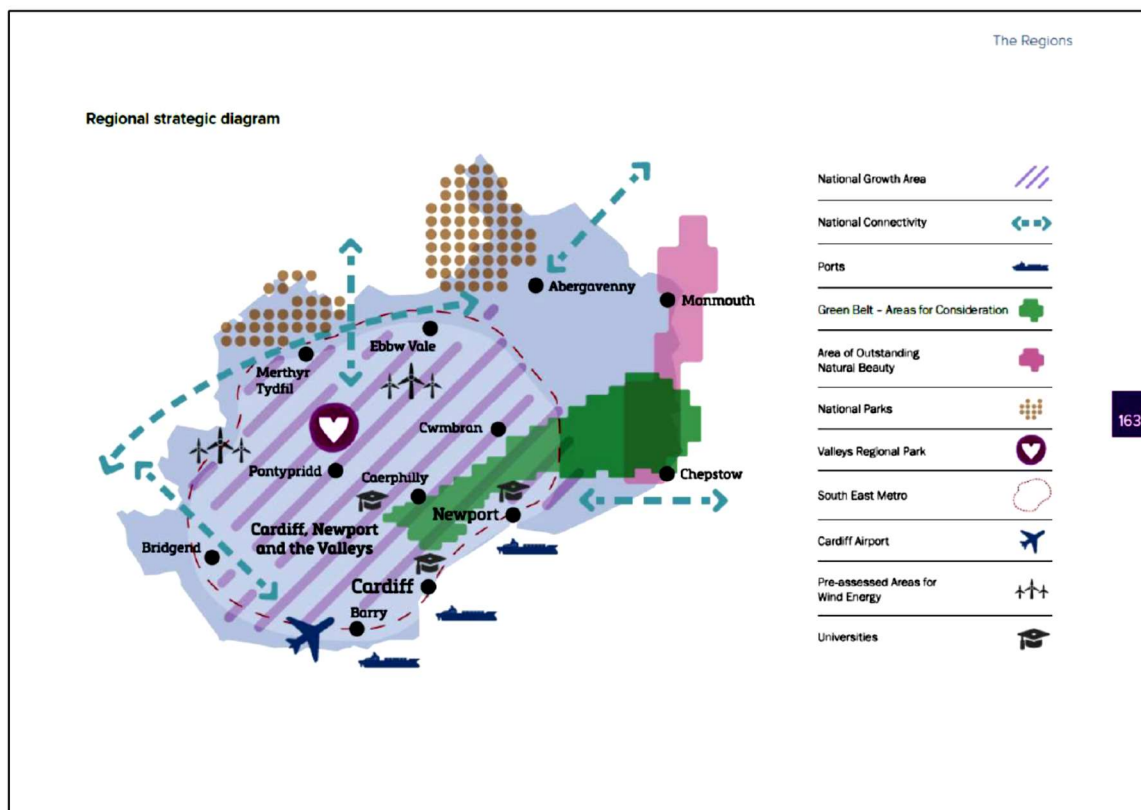 The Regions
Regional strategic diagram
Abergavenny
Monmouth
Ebbw Vale
Merthyr
Tydfil
Cwmbran
Pontypridd
Caerphilly
Chepstow
Newport
Cardiff, Newport
and the Valleys
Bridgend
Cardiff
Barry
National Growth Area
National Connectivity
Ports
Green Belt – Areas for Consideration
Area of Outstanding
Natural Beauty
National Parks
Valleys Regional Park
South East Metro
Cardiff Airport
Pre-assessed Areas for
Wind Energy
Universities
163